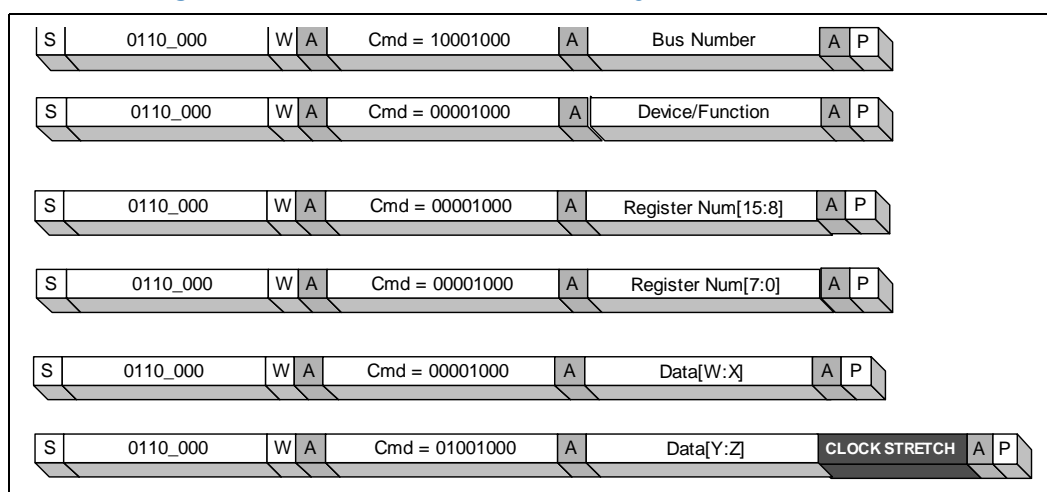 S 0110_000 W A Cmd = 10001000 A Bus Number A P
S 0110_000 W A Cmd = 00001000 A Device/Function A P
S 0110_000 W A Cmd = 00001000 A Register Num[15:8] A P
S 0110_000 W A Cmd = 00001000 A Register Num[7:0] A P
S 0110_000 W A Cmd = 00001000 A Data[W:X] A P
S 0110_000 W A Cmd = 01001000 A Data[Y:Z] CLOCK STRETCH A P